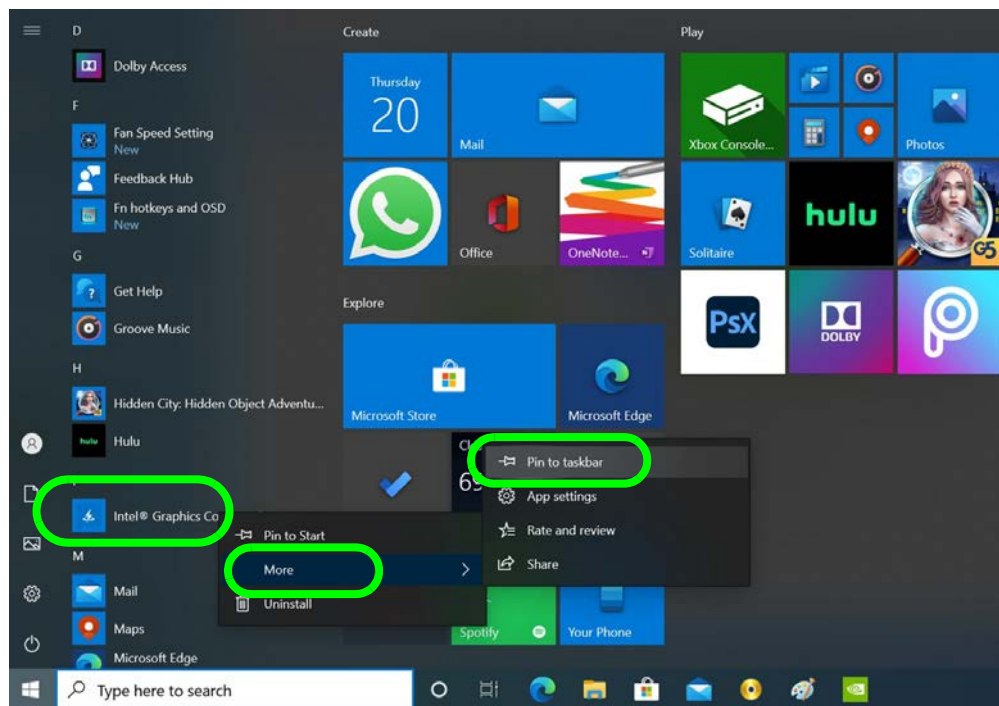 D
Dolby Access
F
Fan Speed Setting
New
Feedback Hub
Fn hotkeys and OSD
New
G
Get Help
Groove Music
H
Hidden City: Hidden Object Adventu...
hulu
Hulu
Intel® Graphics Co
M
Mail
Maps
Microsoft Edge
Create
Thursday
20
Mail
Office
OneNote...
Explore
Microsoft Store
Microsoft Edge
69
Spotify
Your Phone
Play
Xbox Console...
Photos
Solitaire
hulu
G5
PsX
DOLBY
Pin to Start
More
Uninstall
Pin to taskbar
App settings
Rate and review
Share
Type here to search